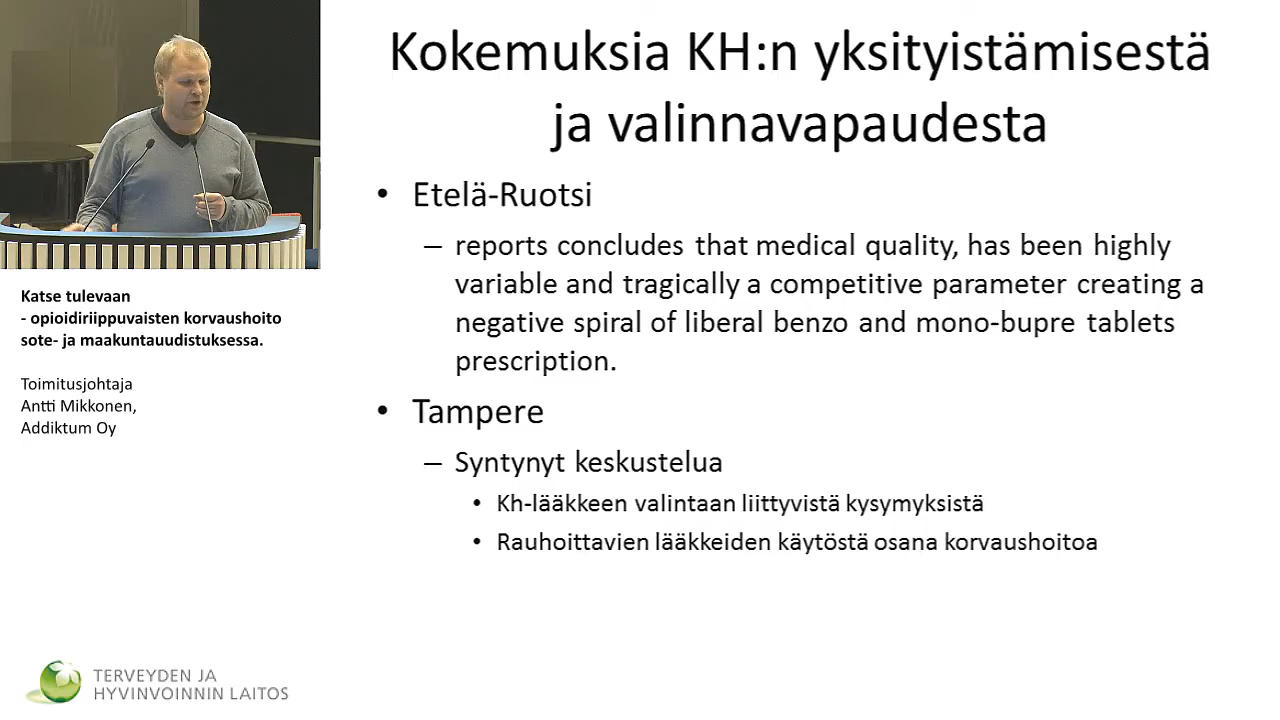 Kokemuksia KH:n yksityistämisestä
ja valinnavapaudesta
• Etelä-Ruotsi
– reports concludes that medical quality, has been highly
variable and tragically a competitive parameter creating a
negative spiral of liberal benzo and mono-bupre tablets
prescription.
• Tampere
– Syntynyt keskustelua
• Kh-lääkkeen valintaan liittyvistä kysymyksistä
• Rauhoittavien lääkkeiden käytöstä osana korvaushoitoa
Katse tulevaan
- opioidiriippuvaisten korvaushoito
sote- ja maakuntauudistuksessa.
Toimitusjohtaja
Antti Mikkonen,
Addiktum Oy
TERVEYDEN JA
HYVINVOINNIN LAITOS